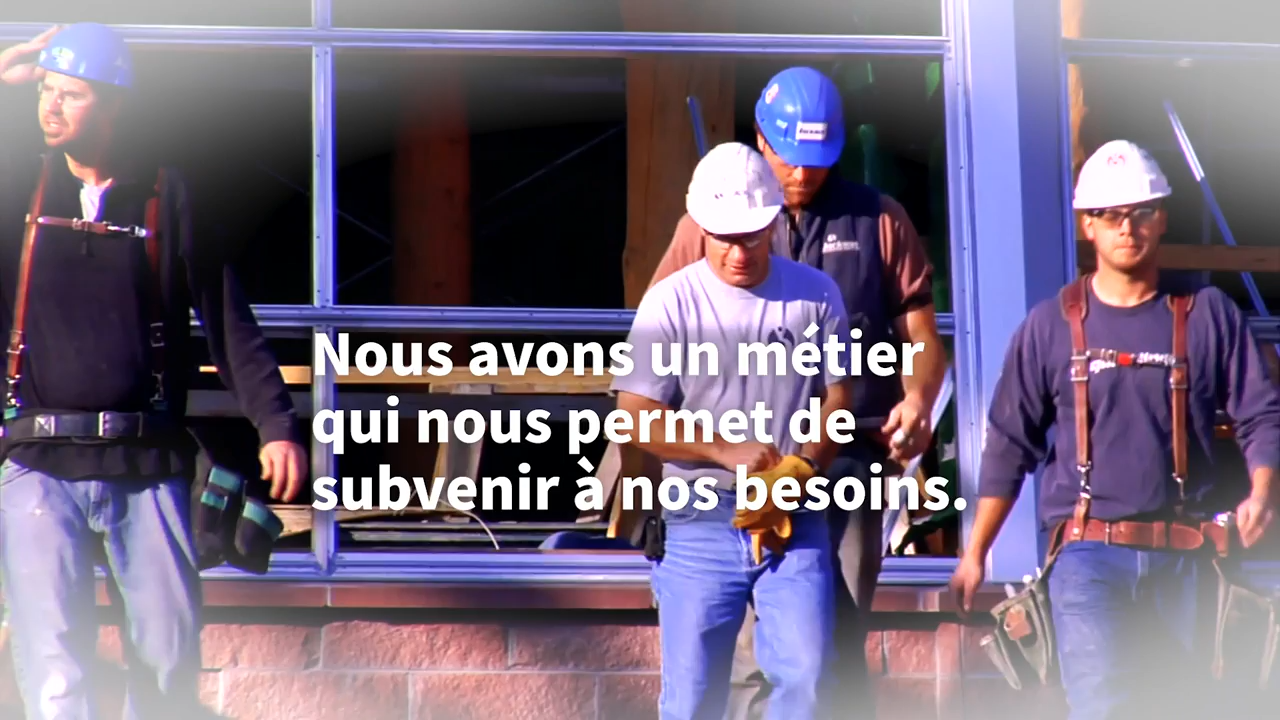 Nous avons un métier
qui nous permet de
subvenir à nos besoins.